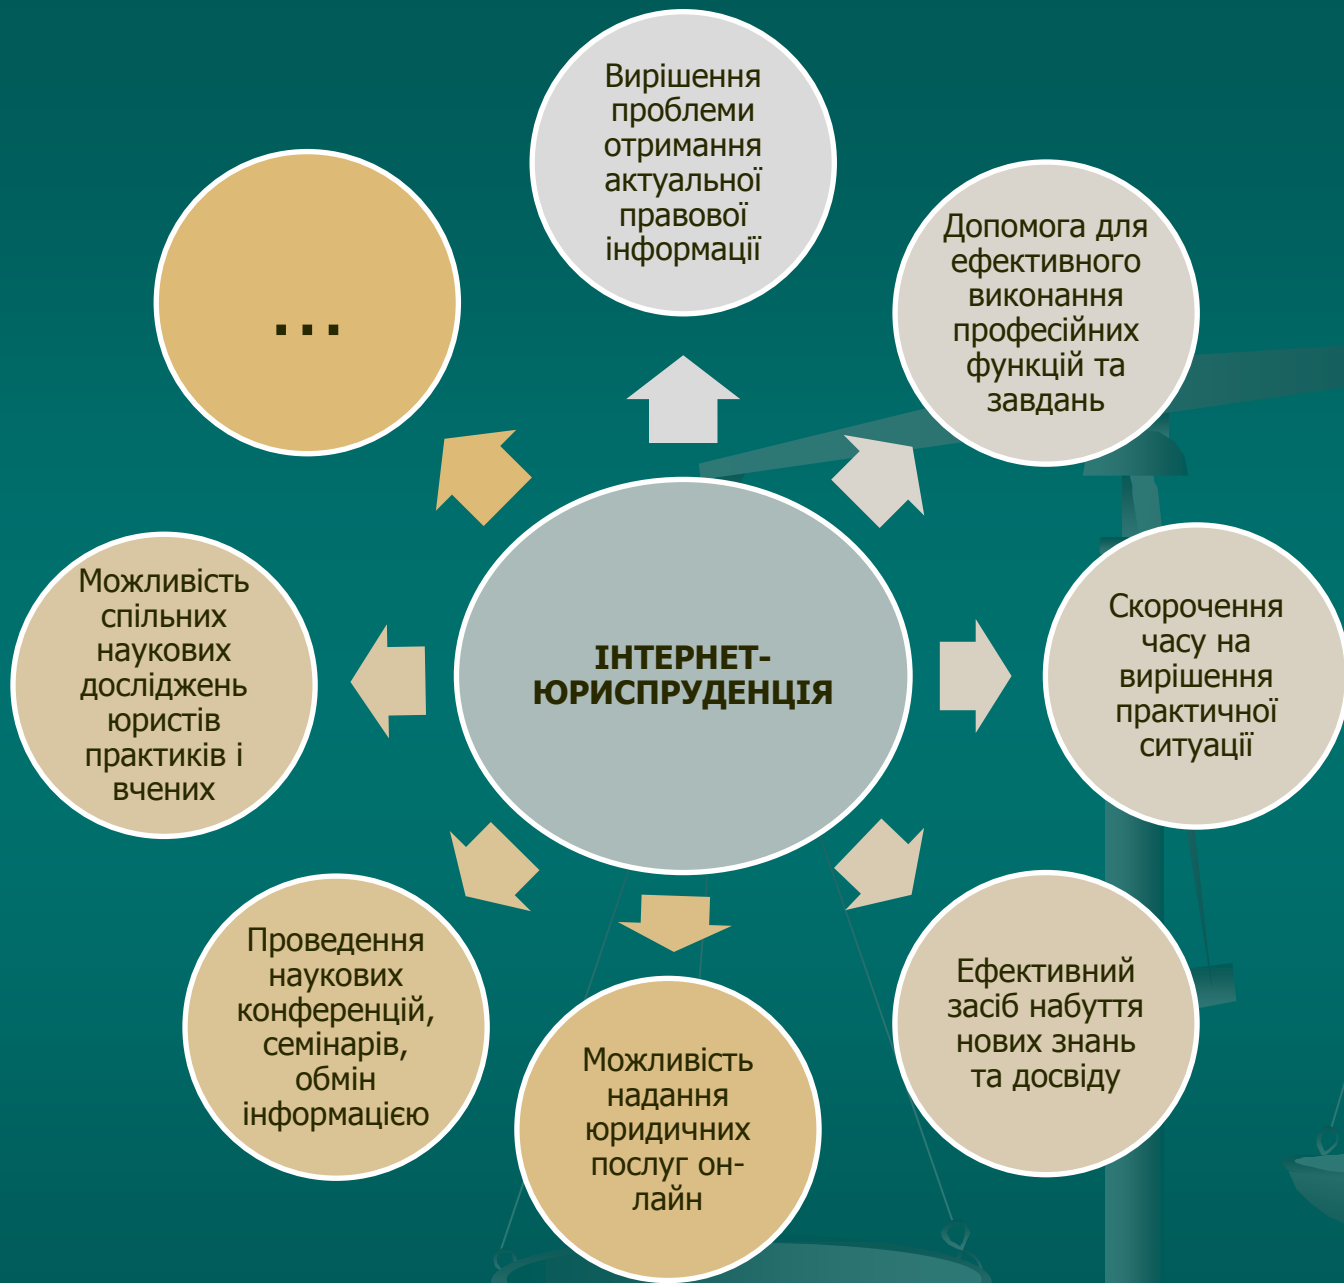 Вирішення
проблеми
отримання
актуальної
правової
інформації
Допомога для
ефективного
виконання
професійних
функцій та
завдань
Скорочення
часу на
вирішення
практичної
ситуації
Ефективний
засіб набуття
нових знань
та досвіду
Можливість
надання
юридичних
послуг он-
лайн
Проведення
наукових
конференцій,
семінарів,
обмін
інформацією
Можливість
спільних
наукових
досліджень
юристів
практиків і
вчених
...
ІНТЕРНЕТ-
ЮРИСПРУДЕНЦІЯ